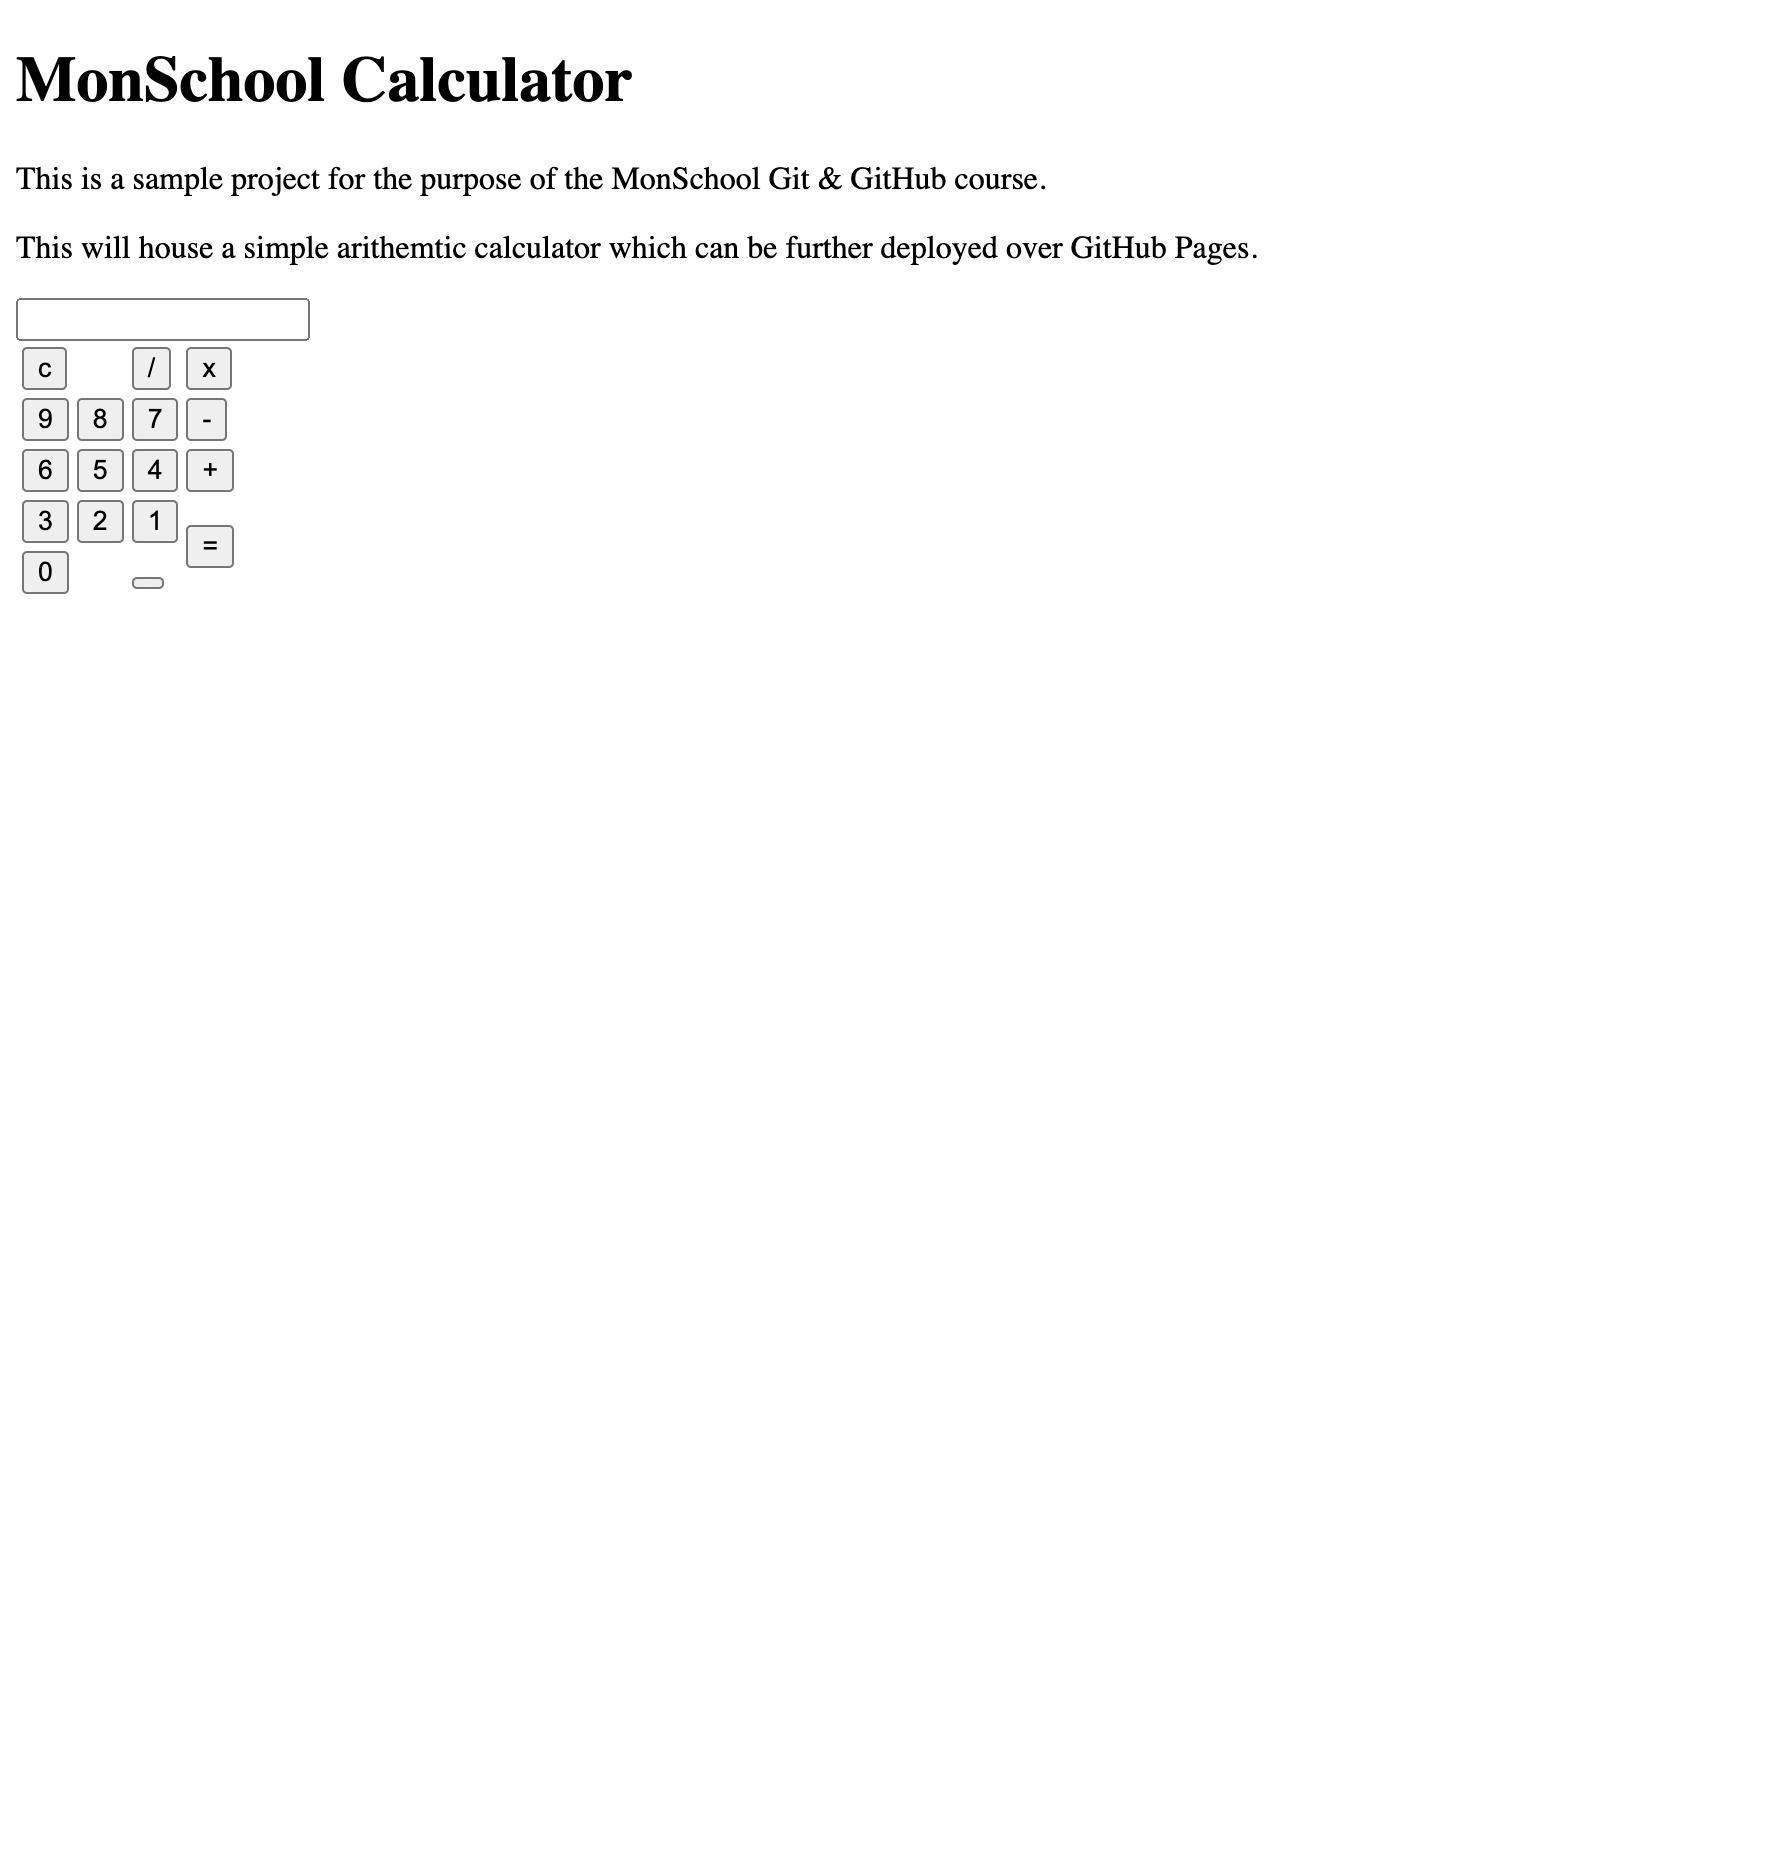 MonSchool Calculator
This is a sample project for the purpose of the MonSchool Git & GitHub course.
This will house a simple arithemtic calculator which can be further deployed over GitHub Pages.
c / x
9 8 7 -
6 5 4 +
3 2 1
=
0